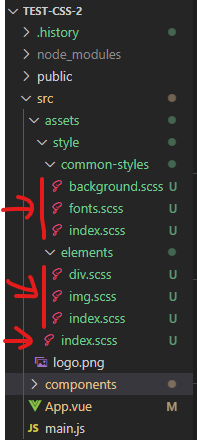 TEST-CSS-2
.history
node_modules
public
src
assets
style
common-styles
background.scss U
fonts.scss U
index.scss U
elements
div.scss U
img.scss U
index.scss U
index.scss U
logo.png
components
App.vue M
JS main.js